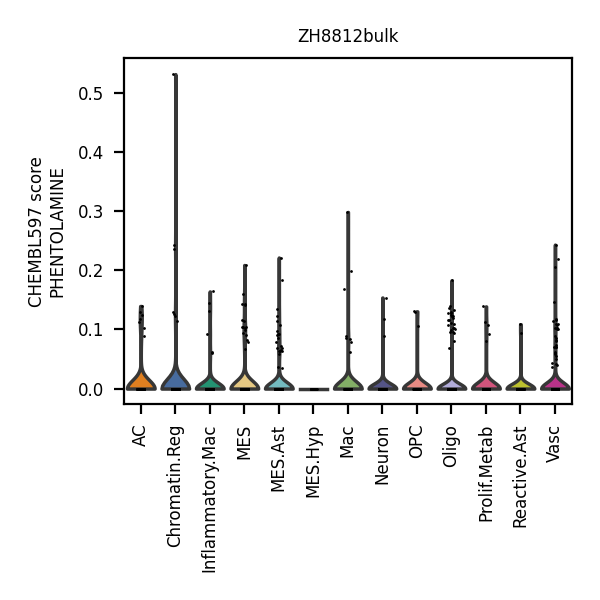 ZH8812bulk
CHEMBL597 score
PHENTOLAMINE
0.5
0.4
0.3
0.2
0.1
0.0
AC
Chromatin.Reg
Inflammatory.Mac
MES
MES.Ast
MES.Hyp
Mac
Neuron
OPC
Oligo
Prolif.Metab
Reactive.Ast
Vasc